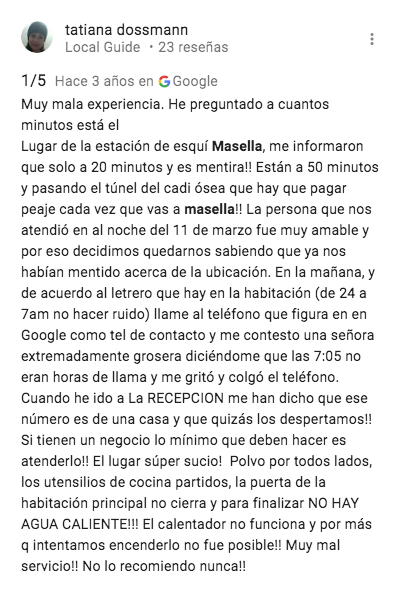 tatiana dossmann
Local Guide • 23 reseñas
1/5 Hace 3 años en Google
Muy mala experiencia. He preguntado a cuantos
minutos está el
Lugar de la estación de esquí Masella, me informaron
que solo a 20 minutos y es mentira!! Están a 50 minutos
y pasando el túnel del cadi ósea que hay que pagar
peaje cada vez que vas a masella!! La persona que nos
atendió en al noche del 11 de marzo fue muy amable y
por eso decidimos quedarnos sabiendo que ya nos
habían mentido acerca de la ubicación. En la mañana, y
de acuerdo al letrero que hay en la habitación (de 24 a
7am no hacer ruido) llame al teléfono que figura en en
Google como tel de contacto y me contesto una señora
extremadamente grosera diciéndome que las 7:05 no
eran horas de llama y me gritó y colgó el teléfono.
Cuando he ido a La RECEPCION me han dicho que ese
número es de una casa y que quizás los despertamos!!
Si tienen un negocio lo mínimo que deben hacer es
atenderlo!! El lugar súper sucio!  Polvo por todos lados,
los utensilios de cocina partidos, la puerta de la
habitación principal no cierra y para finalizar NO HAY
AGUA CALIENTE!!! El calentador no funciona y por más
q intentamos encenderlo no fue posible!! Muy mal
servicio!! No lo recomiendo nunca!!